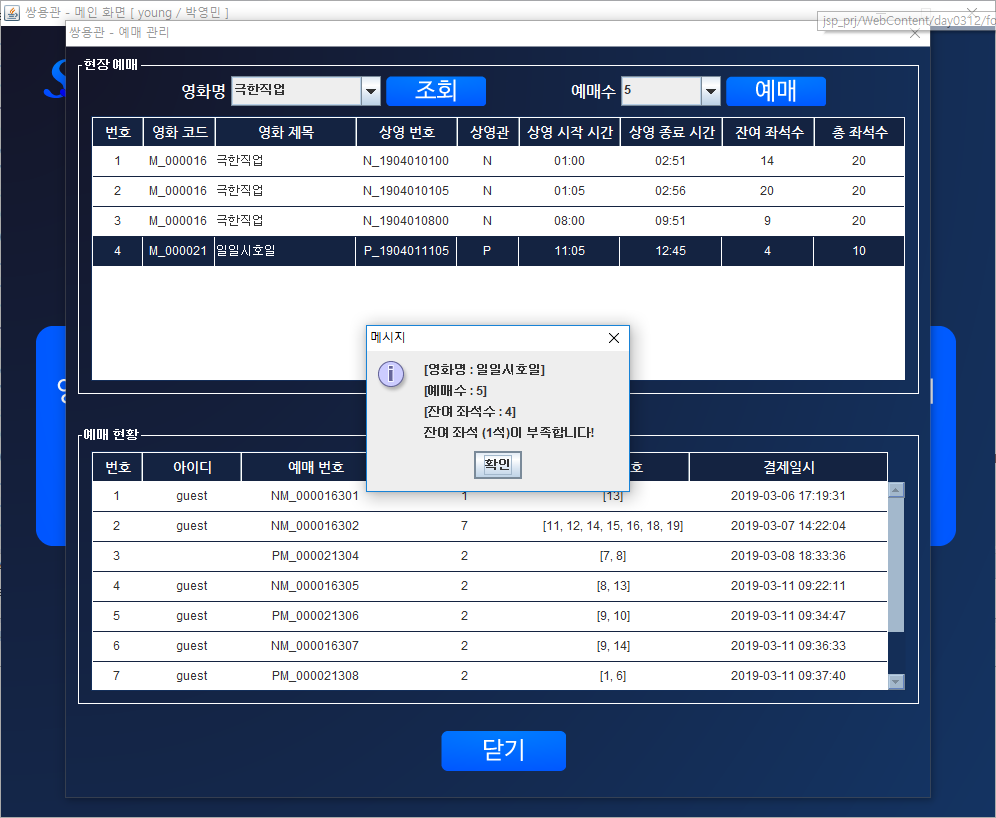 쌍용관 - 메인 화면 [ young / 박영민 ]
jsp_prj/WebContent/day0312/fo
쌍용관 - 예매 관리
현장 예매
영화명 극한직업 조회 예매수 5 예매
번호 영화 코드 영화 제목 상영 번호 상영관 상영 시작 시간 상영 종료 시간 잔여 좌석수 총 좌석수
1 M_000016 극한직업 N_1904010100 N 01:00 02:51 14 20
2 M_000016 극한직업 N_1904010105 N 01:05 02:56 20 20
3 M_000016 극한직업 N_1904010800 N 08:00 09:51 9 20
4 M_000021 일일시호일 P_1904011105 P 11:05 12:45 4 10
메시지
[영화명 : 일일시호일]
[예매수 : 5]
[잔여 좌석수 : 4]
잔여 좌석 (1석)이 부족합니다!
확인
예매 현황
번호 아이디 예매 번호 호 결제일시
1 guest NM_000016301 1 [13] 2019-03-06 17:19:31
2 guest NM_000016302 7 [11, 12, 14, 15, 16, 18, 19] 2019-03-07 14:22:04
3 PM_000021304 2 [7, 8] 2019-03-08 18:33:36
4 guest NM_000016305 2 [8, 13] 2019-03-11 09:22:11
5 guest PM_000021306 2 [9, 10] 2019-03-11 09:34:47
6 guest NM_000016307 2 [9, 14] 2019-03-11 09:36:33
7 guest PM_000021308 2 [1, 6] 2019-03-11 09:37:40
닫기